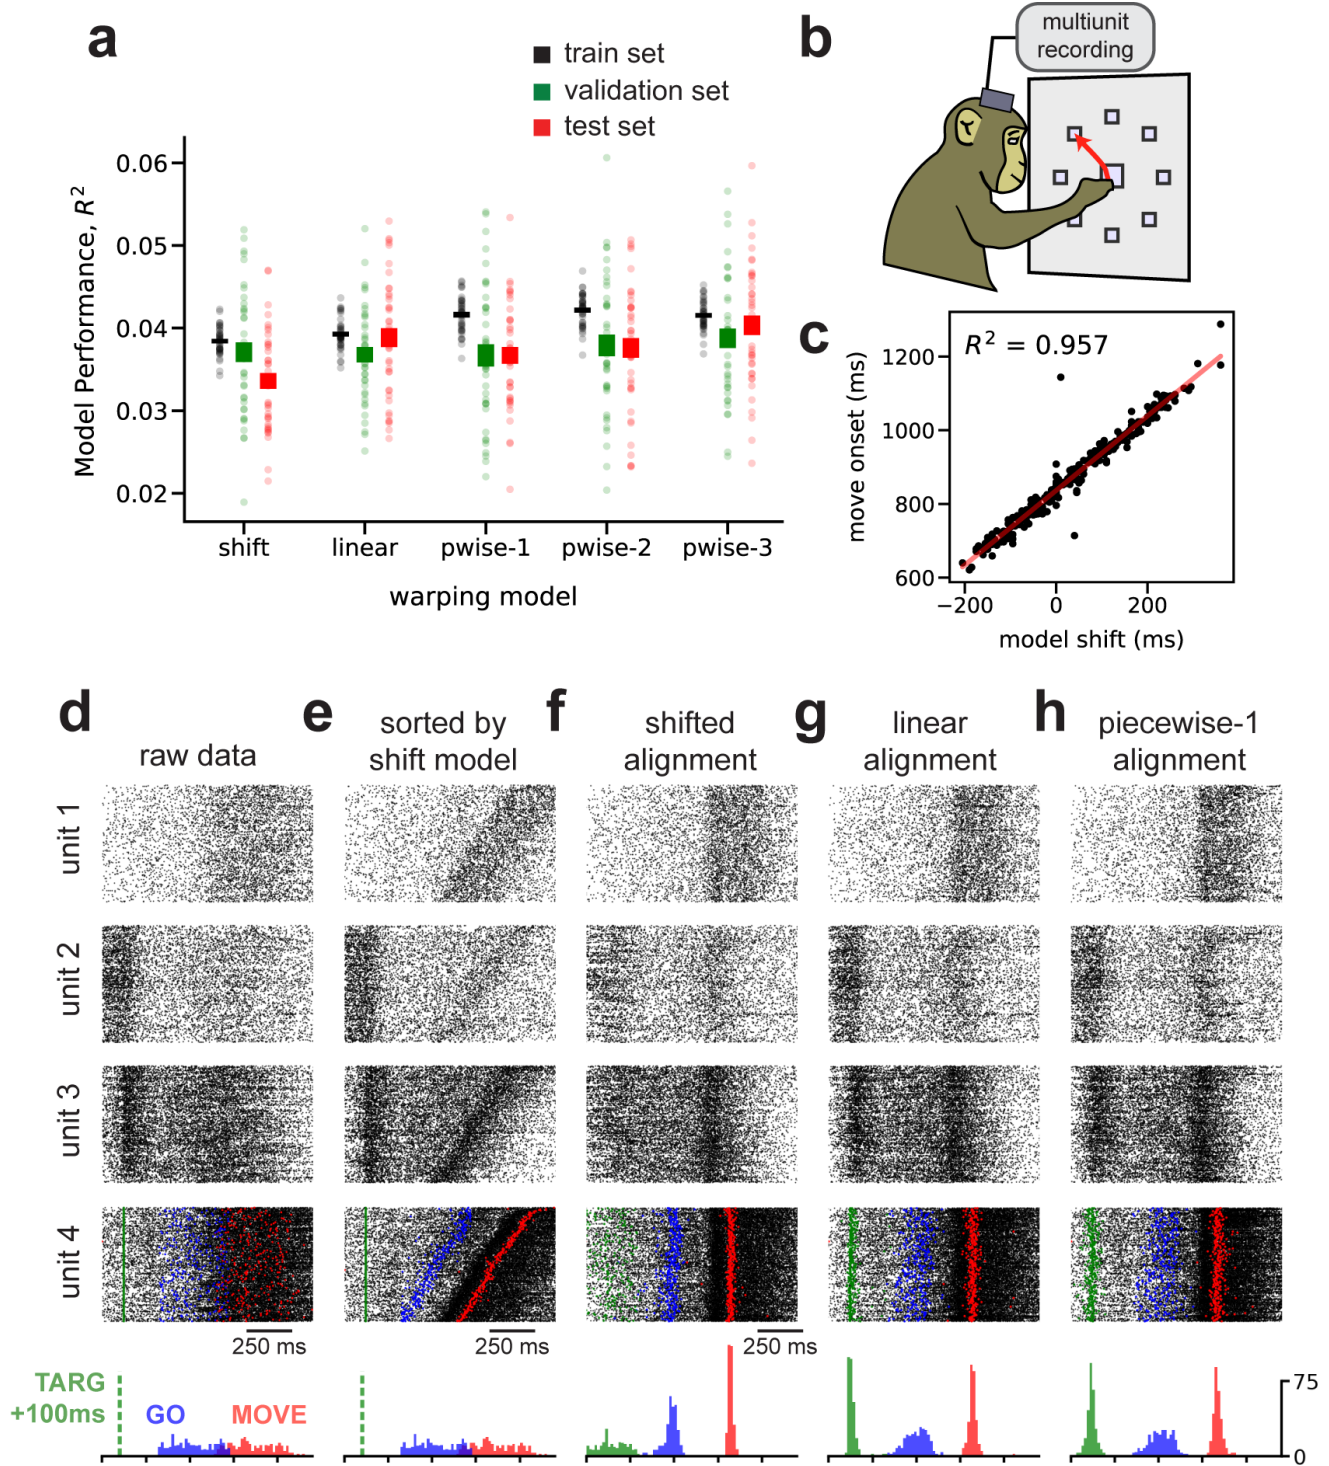 a
train set
validation set
test set
0.06
0.05
0.04
0.03
0.02
Model Performance, R²
shift
linear
pwise-1
pwise-2
pwise-3
warping model
b
multiunit
recording
c
R² = 0.957
1200
1000
800
600
move onset (ms)
−200
0
200
model shift (ms)
d
raw data
e
sorted by
shift model
f
shifted
alignment
g
linear
alignment
h
piecewise-1
alignment
unit 1
unit 2
unit 3
unit 4
250 ms
250 ms
250 ms
TARG
+100ms
GO
MOVE
75
0